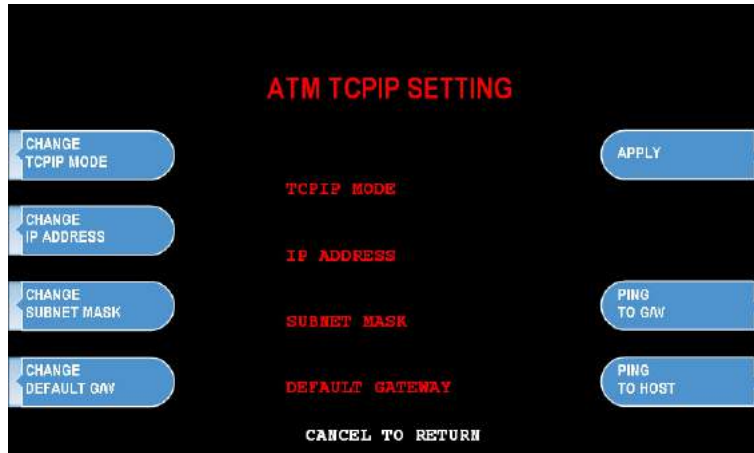 ATM TCPIP SETTING
CHANGE
TCPIP MODE
APPLY
TCPIP MODE
CHANGE
IP ADDRESS
IP ADDRESS
CHANGE
SUBNET MASK
PING
TO G/W
SUBNET MASK
CHANGE
DEFAULT G/W
PING
TO HOST
DEFAULT GATEWAY
CANCEL TO RETURN